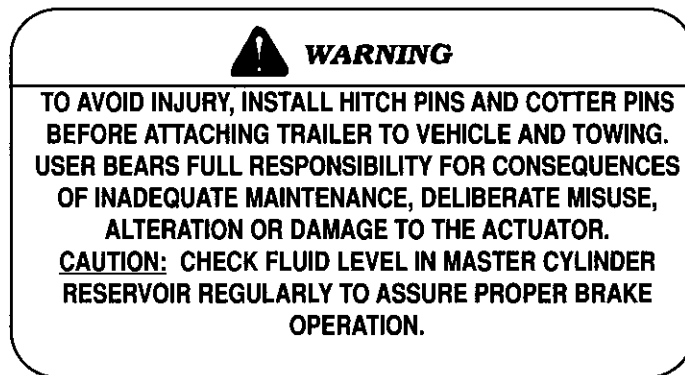 WARNING
TO AVOID INJURY, INSTALL HITCH PINS AND COTTER PINS
BEFORE ATTACHING TRAILER TO VEHICLE AND TOWING.
USER BEARS FULL RESPONSIBILITY FOR CONSEQUENCES
OF INADEQUATE MAINTENANCE, DELIBERATE MISUSE,
ALTERATION OR DAMAGE TO THE ACTUATOR.
CAUTION: CHECK FLUID LEVEL IN MASTER CYLINDER
RESERVOIR REGULARLY TO ASSURE PROPER BRAKE
OPERATION.